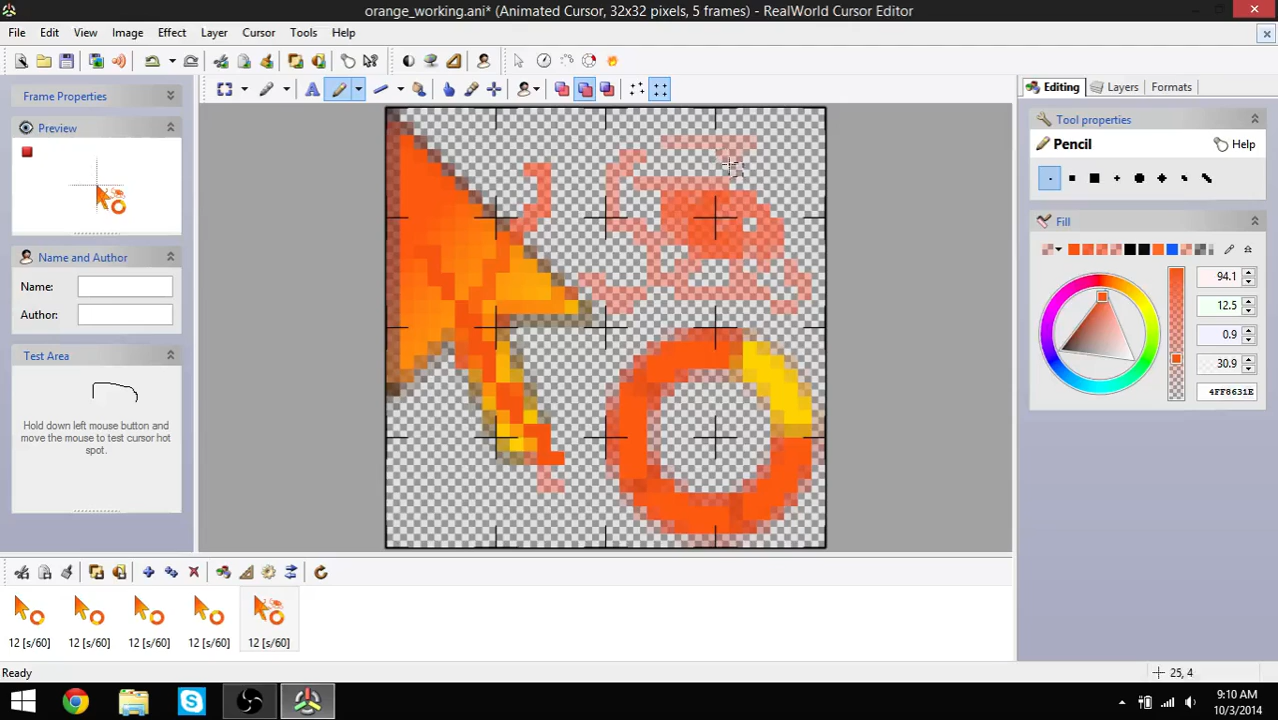 orange_working.ani* (Animated Cursor, 32x32 pixels, 5 frames) - RealWorld Cursor Editor
File Edit View Image Effect Layer Cursor Tools Help
Frame Properties
Preview
Name and Author
Name:
Author:
Test Area
Hold down left mouse button and
move the mouse to test cursor hot
spot.
Editing Layers Formats
Tool properties
Pencil Help
Fill
94.1
12.5
0.9
30.9
4FF8631E
12 [s/60] 12 [s/60] 12 [s/60] 12 [s/60] 12 [s/60]
Ready 25, 4
9:10 AM
10/3/2014